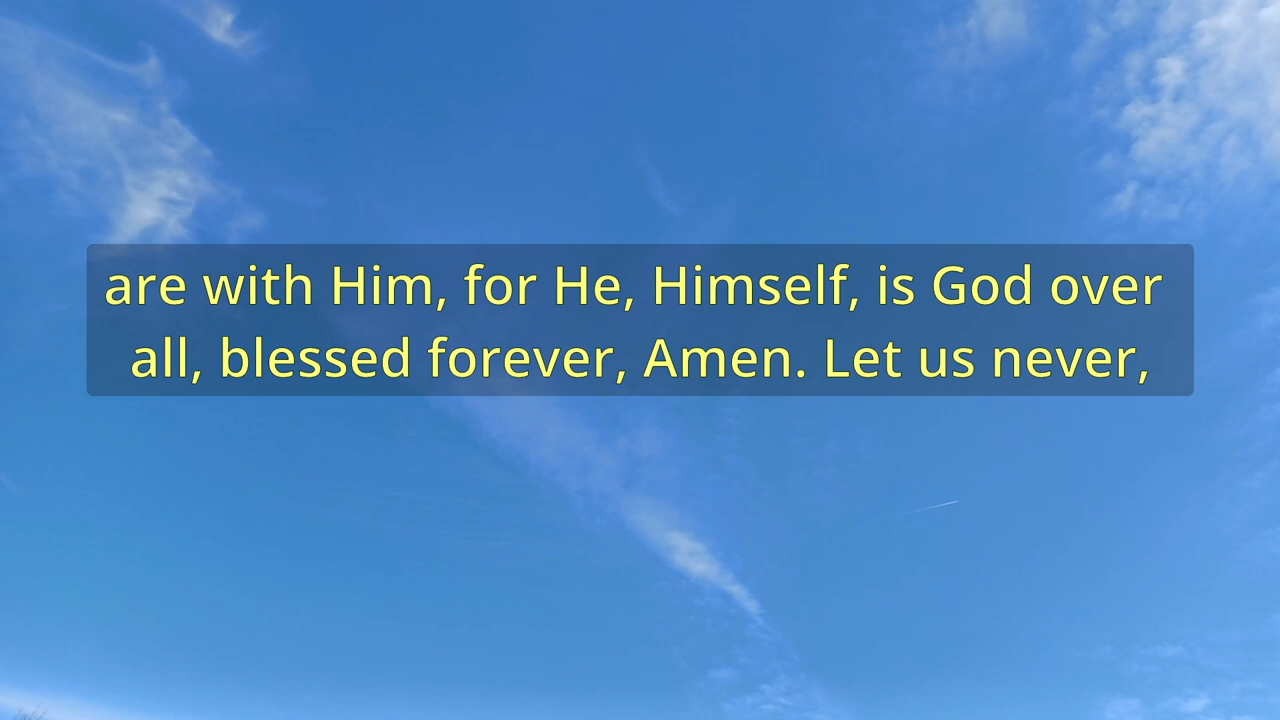 are with Him, for He, Himself, is God over
all, blessed forever, Amen. Let us never,